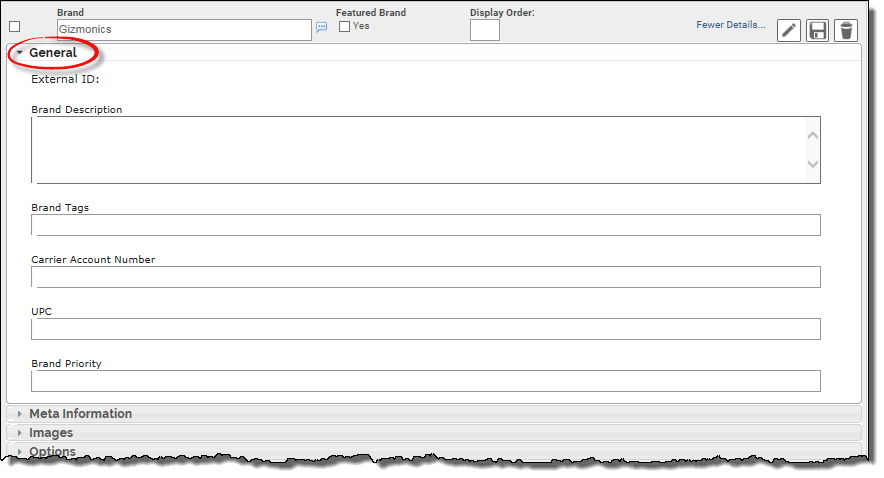 Brand Featured Brand Display Order:
Gizmonics Yes Fewer Details...
General
External ID:
Brand Description
Brand Tags
Carrier Account Number
UPC
Brand Priority
Meta Information
Images
Options